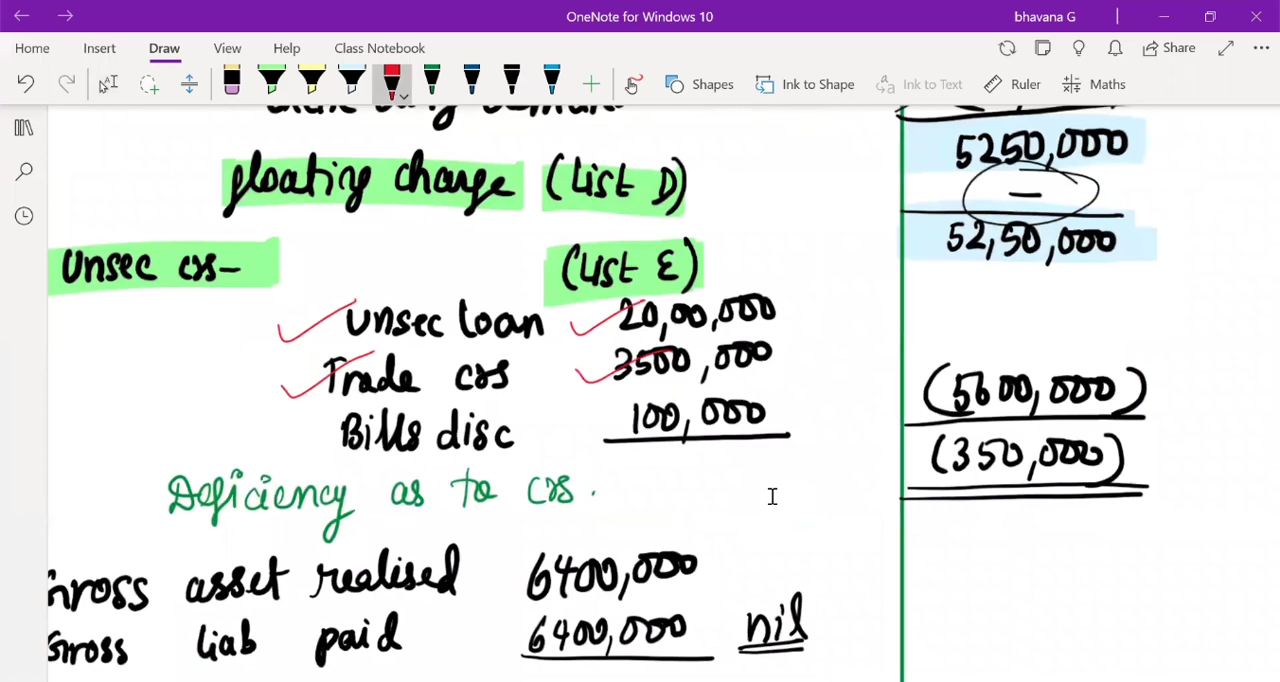 OneNote for Windows 10
bhavana G
Home Insert Draw View Help Class Notebook
Share
Shapes Ink to Shape Ink to Text Ruler Maths
5250,000
floating charge (List D)
—
52,50,000
Unsec crs- (List E)
Unsec loan 20,00,000
Trade crs 3500,000
(5600,000)
Bills disc 100,000
(350,000)
Deficiency as to crs.
Gross asset realised 6400,000
Gross liab paid 6400,000 nil